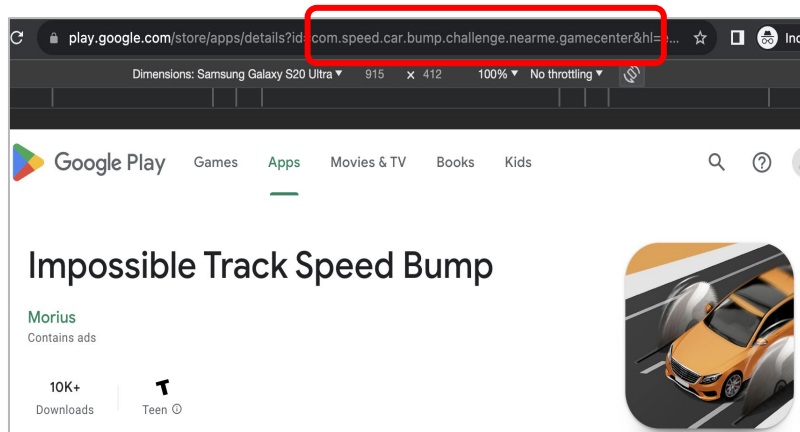 play.google.com/store/apps/details?id=com.speed.car.bump.challenge.nearme.gamecenter&hl=e... Inc
Dimensions: Samsung Galaxy S20 Ultra ▼ 915 × 412 100% ▼ No throttling ▼
Google Play Games Apps Movies & TV Books Kids
Impossible Track Speed Bump
Morius
Contains ads
10K+ T
Downloads Teen